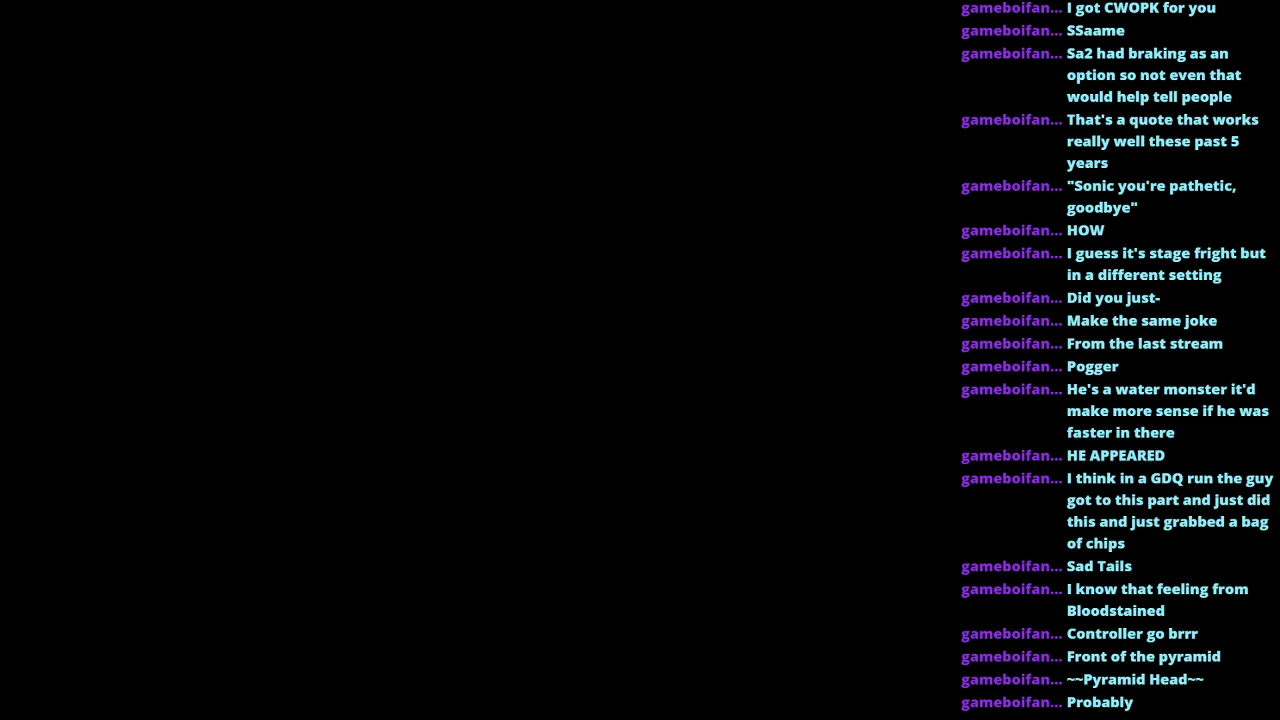 gameboifan... I got CWOPK for you
gameboifan... SSaame
gameboifan... Sa2 had braking as an
option so not even that
would help tell people
gameboifan... That's a quote that works
really well these past 5
years
gameboifan... "Sonic you're pathetic,
goodbye"
gameboifan... HOW
gameboifan... I guess it's stage fright but
in a different setting
gameboifan... Did you just-
gameboifan... Make the same joke
gameboifan... From the last stream
gameboifan... Pogger
gameboifan... He's a water monster it'd
make more sense if he was
faster in there
gameboifan... HE APPEARED
gameboifan... I think in a GDQ run the guy
got to this part and just did
this and just grabbed a bag
of chips
gameboifan... Sad Tails
gameboifan... I know that feeling from
Bloodstained
gameboifan... Controller go brrr
gameboifan... Front of the pyramid
gameboifan... ~~Pyramid Head~~
gameboifan... Probably